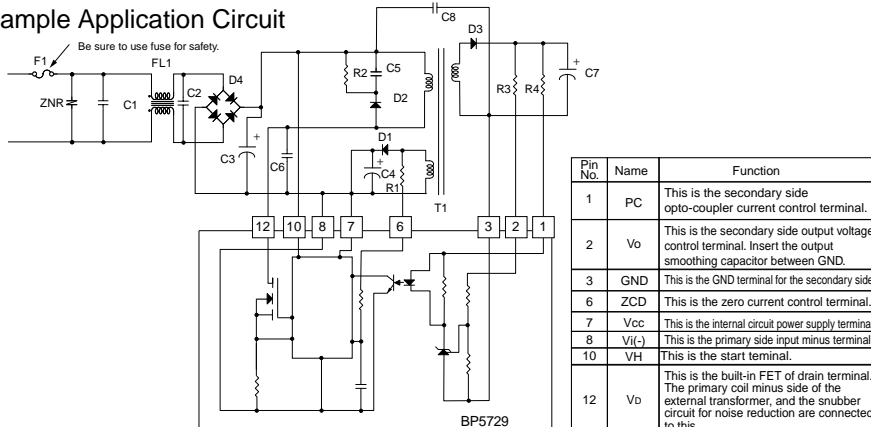 ample Application Circuit
Be sure to use fuse for safety.
F1
FL1
ZNR
C1
C2
D4
C3
C6
R2
C5
D2
D1
C4
R1
T1
C8
D3
R3
R4
C7
12
10
8
7
6
3
2
1
BP5729
Pin No.
Name
Function
1
PC
This is the secondary side
opto-coupler current control terminal.
2
Vo
This is the secondary side output voltage
control terminal. Insert the output
smoothing capacitor between GND.
3
GND
This is the GND terminal for the secondary side
6
ZCD
This is the zero current control terminal.
7
Vcc
This is the internal circuit power supply termina
8
Vi(-)
This is the primary side input minus terminal
10
VH
This is the start teminal.
12
VD
This is the built-in FET of drain terminal.
The primary coil minus side of the
external transformer, and the snubber
circuit for noise reduction are connected
to this.